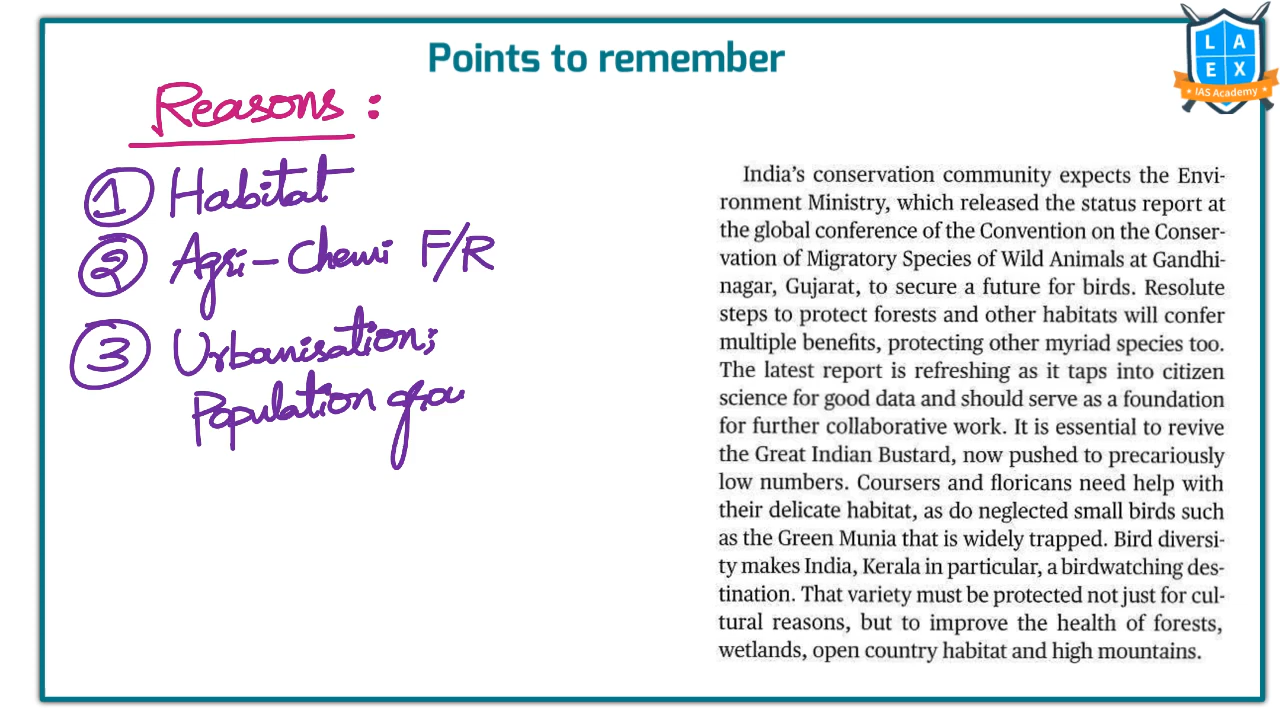 Points to remember
L A
E X
IAS Academy
Reasons :
① Habitat
② Agri-Chemi F/R
③ Urbanisation;
Population grow
India’s conservation community expects the Envi-
ronment Ministry, which released the status report at
the global conference of the Convention on the Conser-
vation of Migratory Species of Wild Animals at Gandhi-
nagar, Gujarat, to secure a future for birds. Resolute
steps to protect forests and other habitats will confer
multiple benefits, protecting other myriad species too.
The latest report is refreshing as it taps into citizen
science for good data and should serve as a foundation
for further collaborative work. It is essential to revive
the Great Indian Bustard, now pushed to precariously
low numbers. Coursers and floricans need help with
their delicate habitat, as do neglected small birds such
as the Green Munia that is widely trapped. Bird diversi-
ty makes India, Kerala in particular, a birdwatching des-
tination. That variety must be protected not just for cul-
tural reasons, but to improve the health of forests,
wetlands, open country habitat and high mountains.